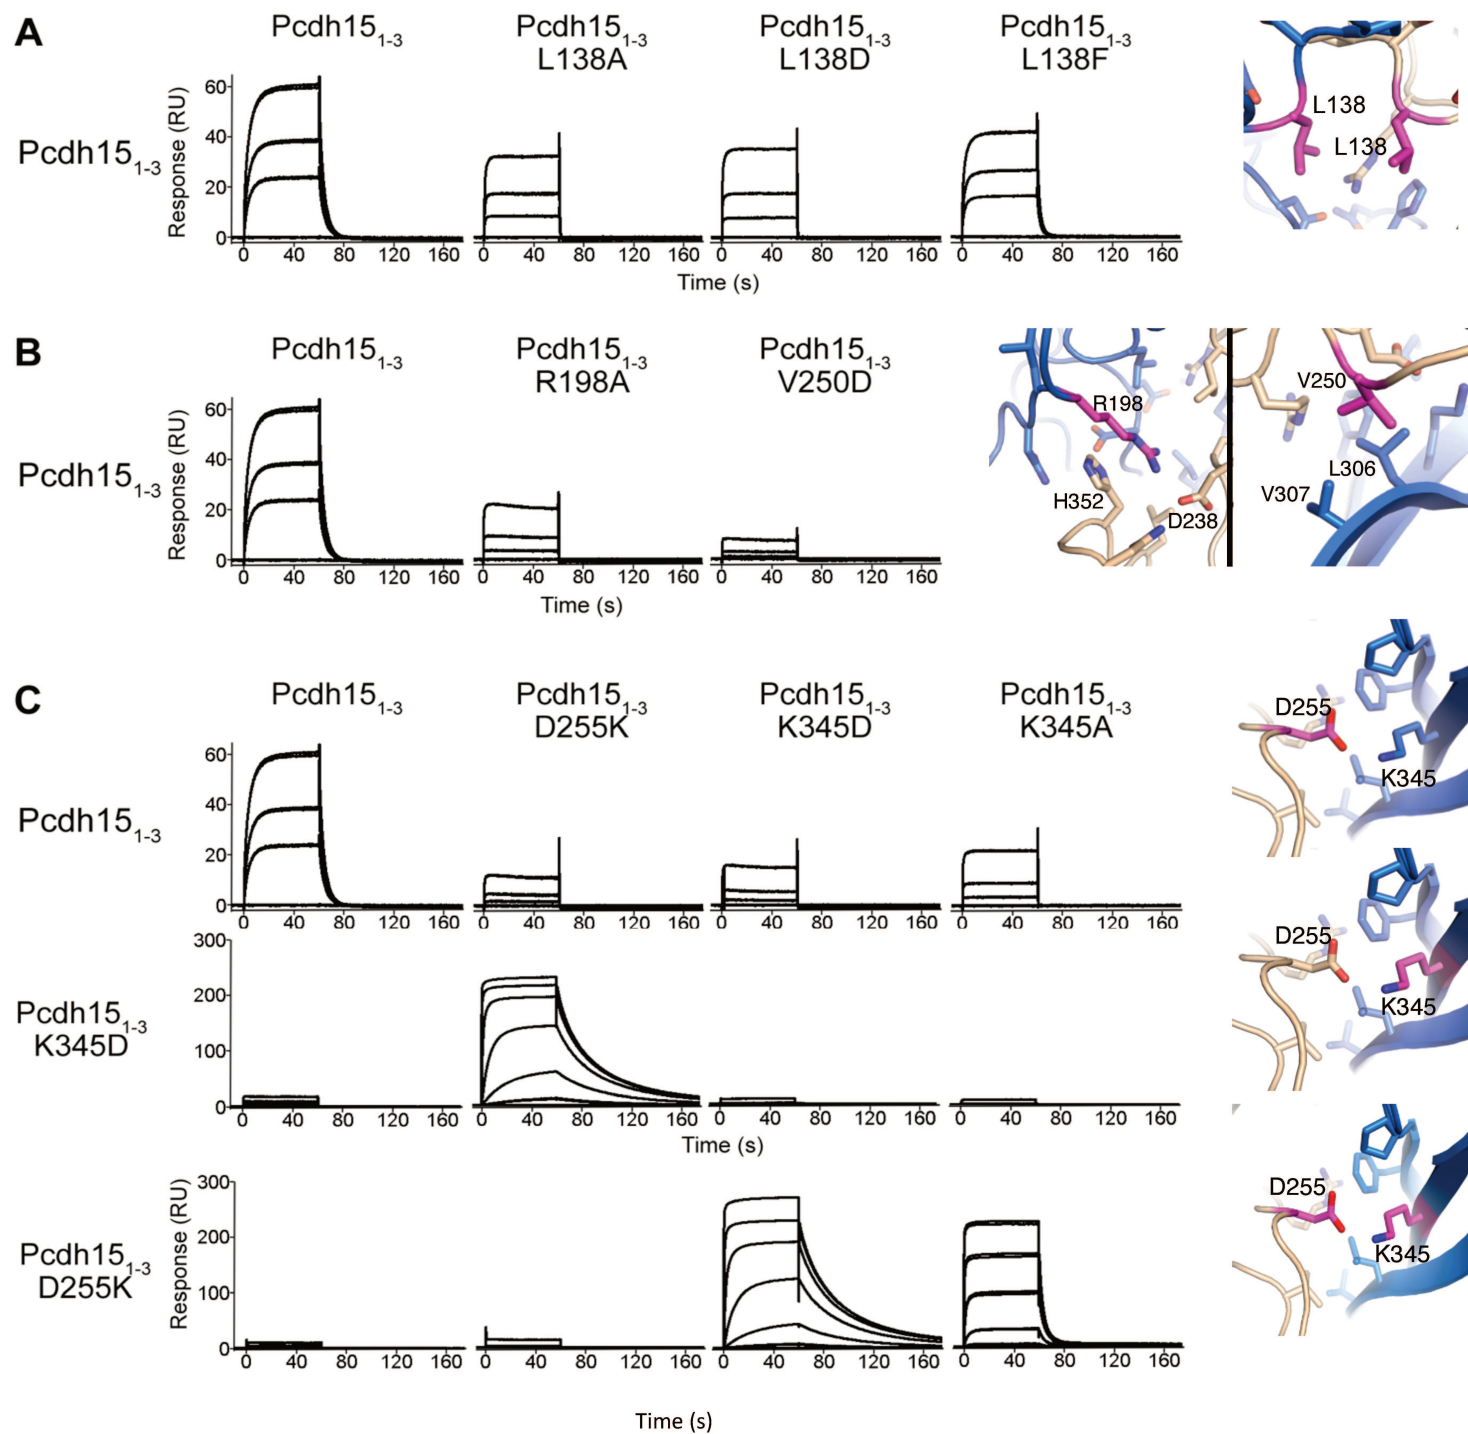 A
Pcdh15₁₋₃
Pcdh15₁₋₃
L138A
Pcdh15₁₋₃
L138D
Pcdh15₁₋₃
L138F
Pcdh15₁₋₃
Response (RU)
60
40
20
0
0 40 80 120 160
0 40 80 120 160
0 40 80 120 160
0 40 80 120 160
Time (s)
L138
L138
B
Pcdh15₁₋₃
Pcdh15₁₋₃
R198A
Pcdh15₁₋₃
V250D
Pcdh15₁₋₃
Response (RU)
60
40
20
0
0 40 80 120 160
0 40 80 120 160
0 40 80 120 160
Time (s)
R198
H352
D238
V250
L306
V307
C
Pcdh15₁₋₃
Pcdh15₁₋₃
D255K
Pcdh15₁₋₃
K345D
Pcdh15₁₋₃
K345A
Pcdh15₁₋₃
60
40
20
0
0 40 80 120 160
0 40 80 120 160
0 40 80 120 160
0 40 80 120 160
D255
K345
Pcdh15₁₋₃
K345D
300
200
100
0
0 40 80 120 160
0 40 80 120 160
0 40 80 120 160
0 40 80 120 160
Time (s)
D255
K345
Pcdh15₁₋₃
D255K
Response (RU)
300
200
100
0
0 40 80 120 160
0 40 80 120 160
0 40 80 120 160
0 40 80 120 160
Time (s)
D255
K345